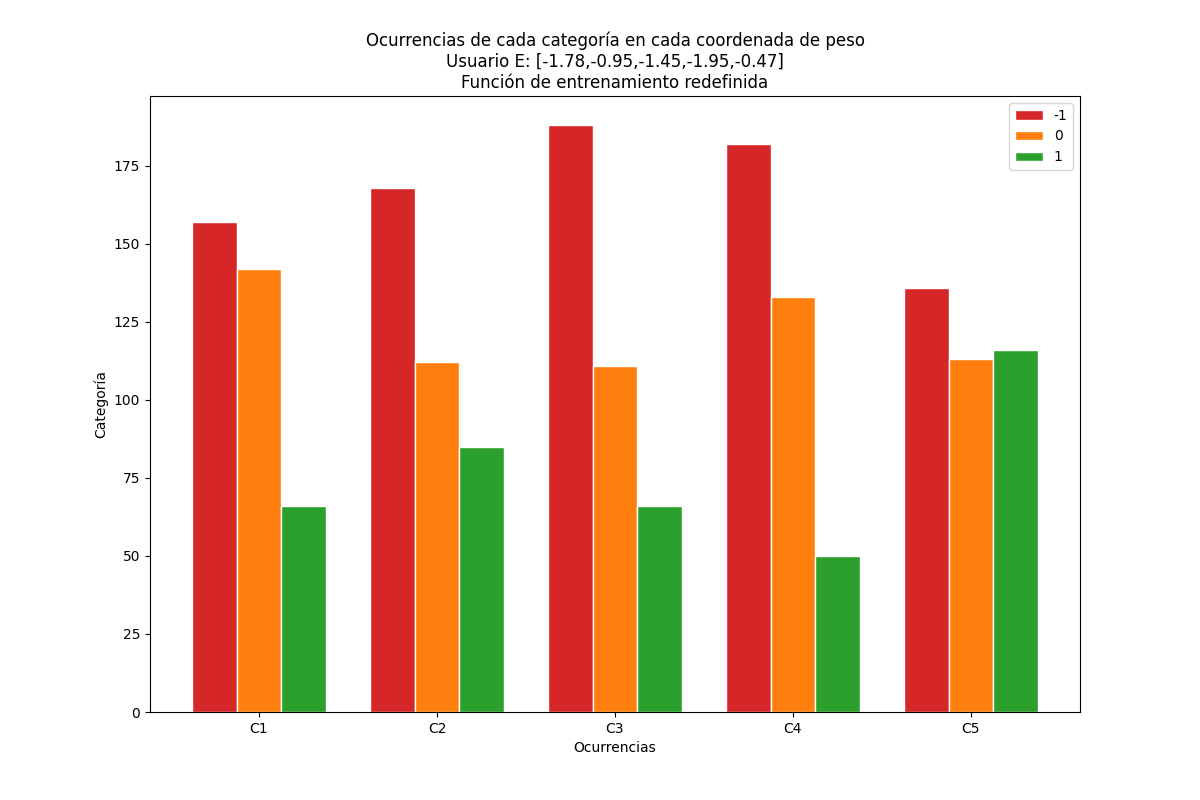 Ocurrencias de cada categoría en cada coordenada de peso
Usuario E: [-1.78,-0.95,-1.45,-1.95,-0.47]
Función de entrenamiento redefinida
-1
0
1
175
150
125
100
75
50
25
0
Categoría
C1 C2 C3 C4 C5
Ocurrencias